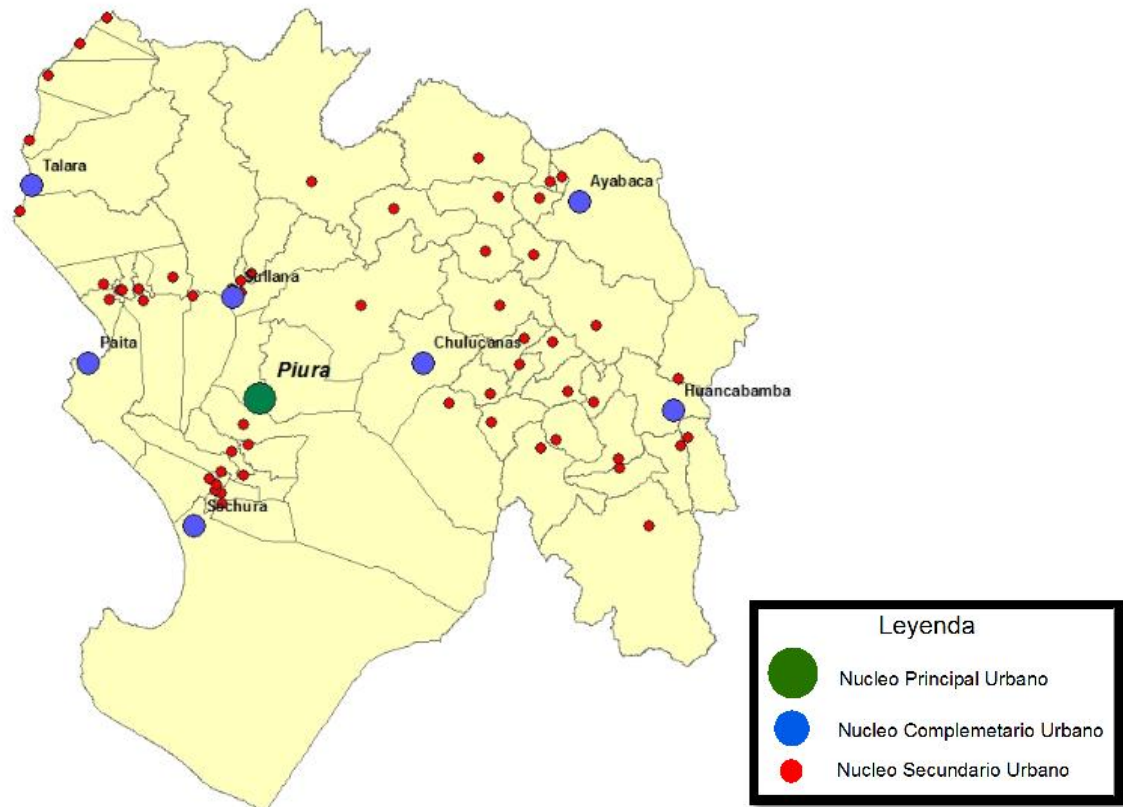 Talara
Ayabaca
Sullana
Paita
Chulucanas
Piura
Huancabamba
Sechura
Leyenda
Nucleo Principal Urbano
Nucleo Complemetario Urbano
Nucleo Secundario Urbano